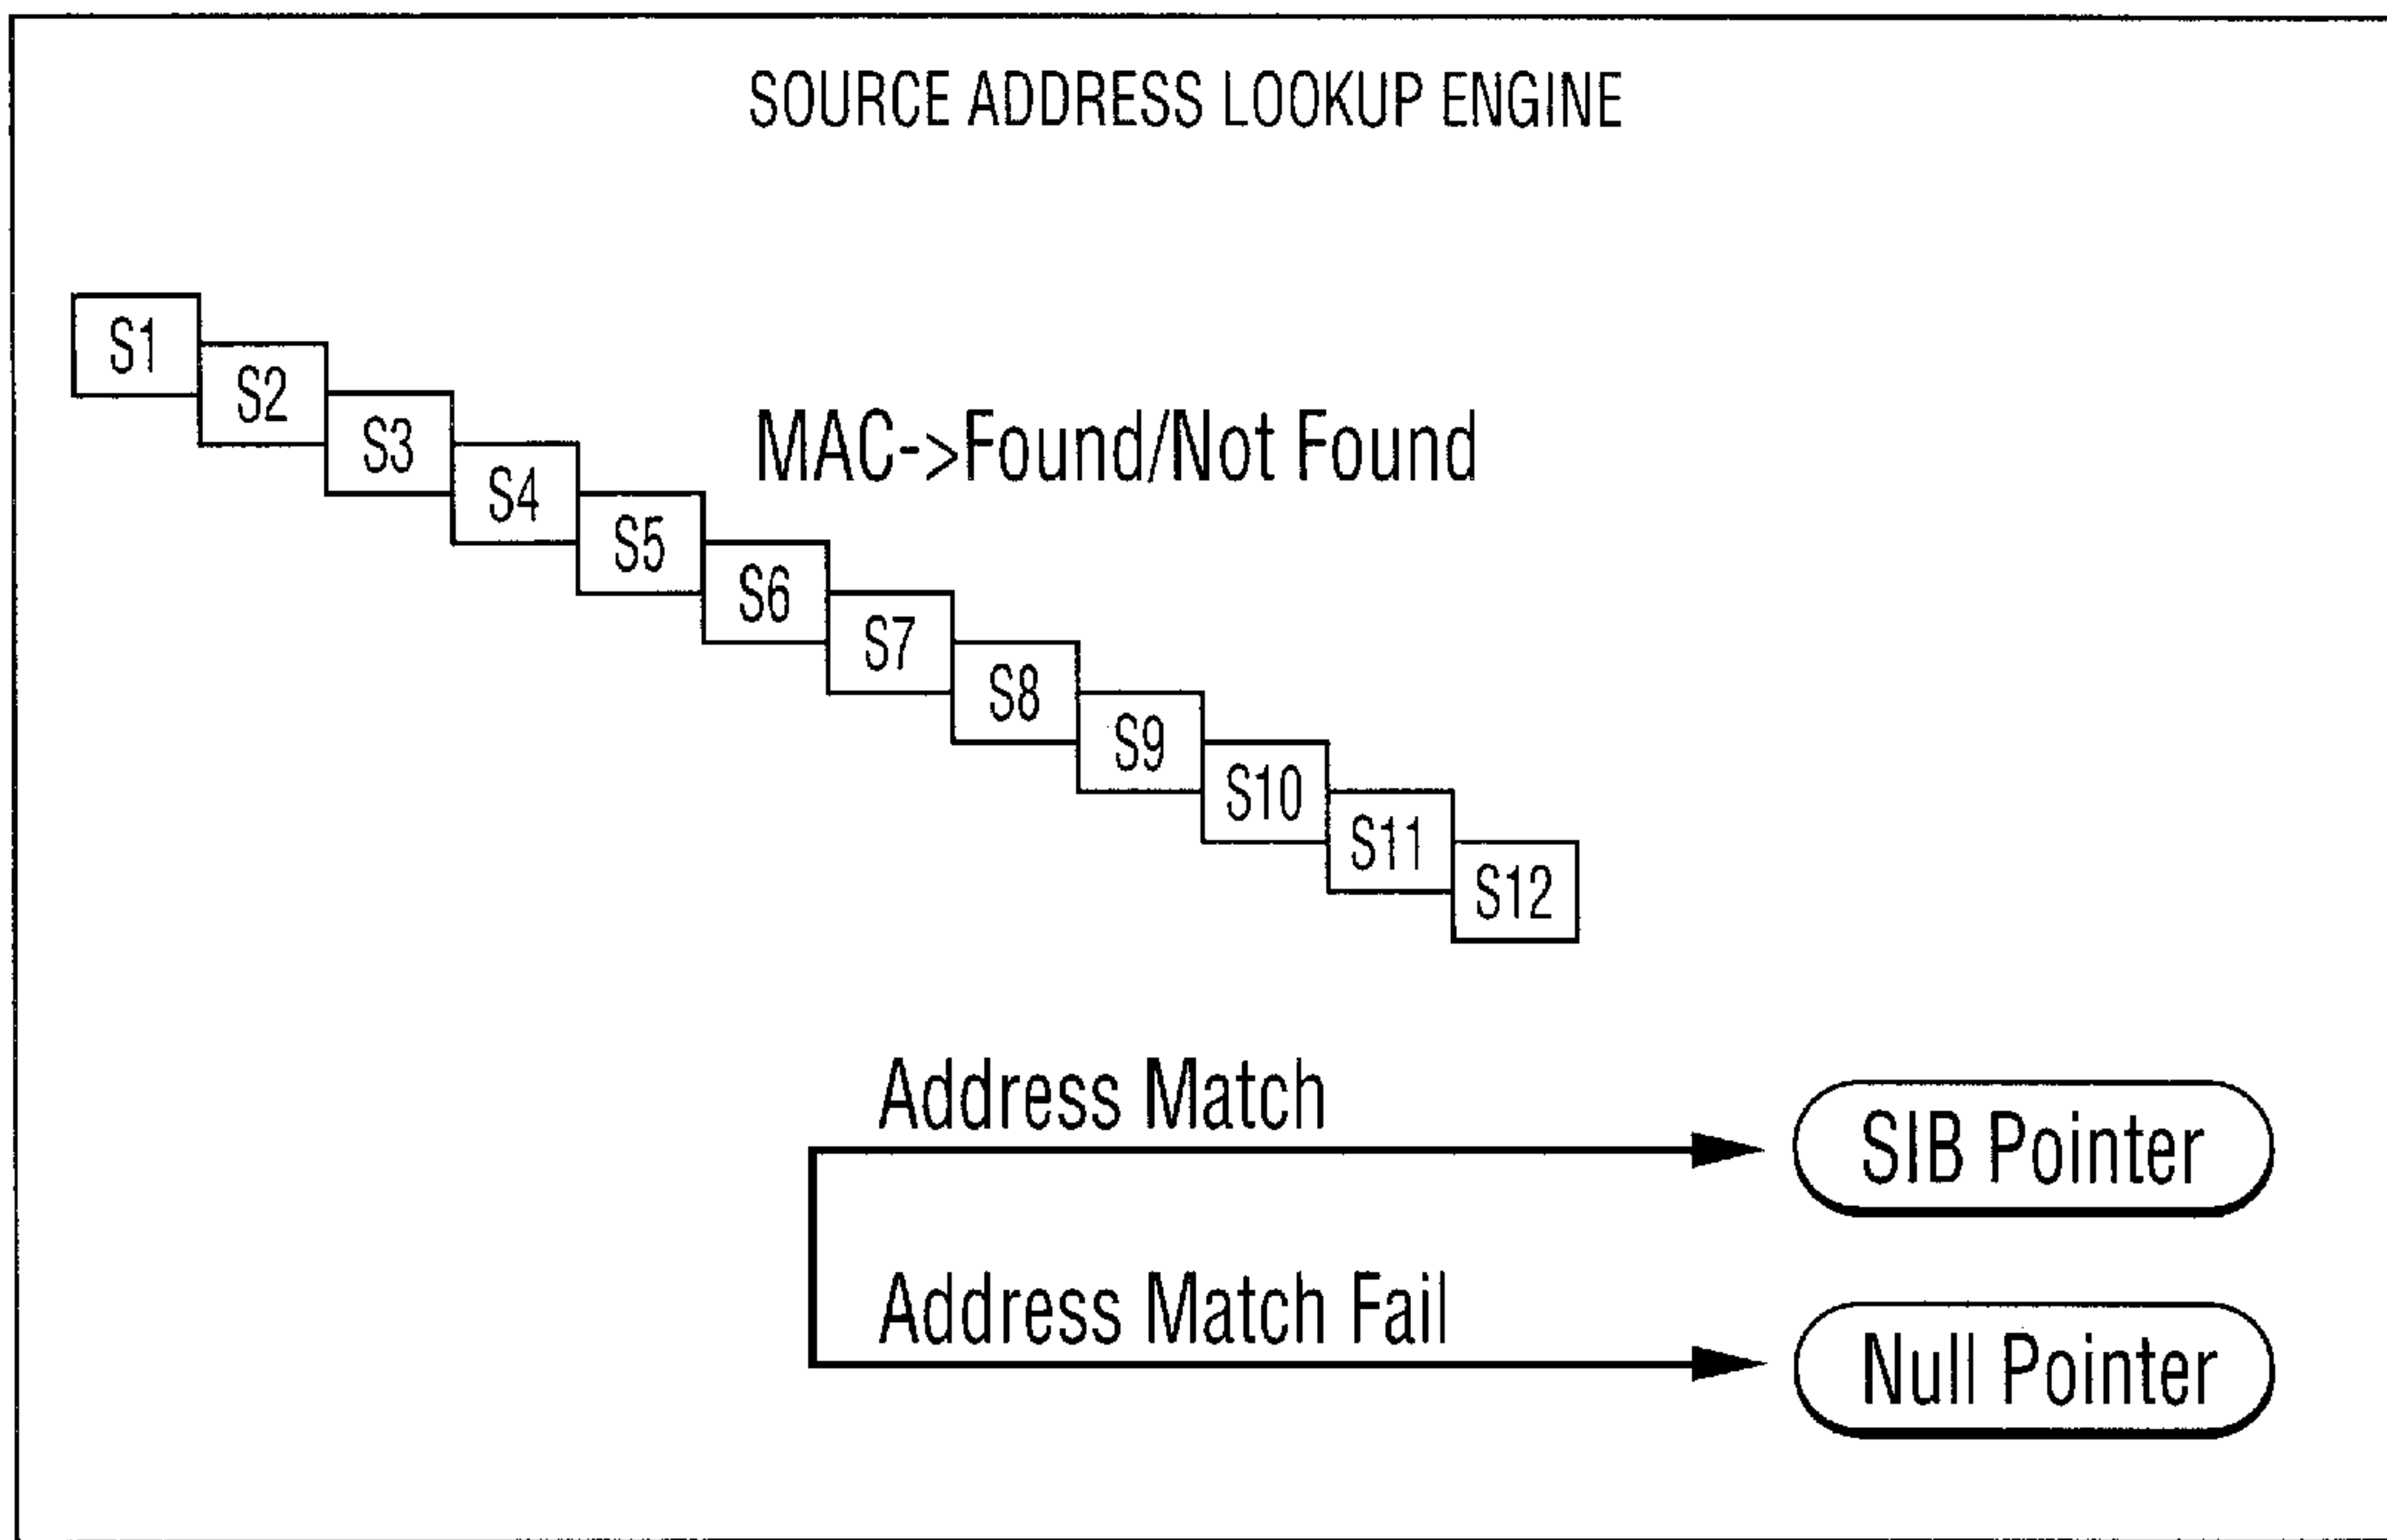 SOURCE ADDRESS LOOKUP ENGINE
S1
S2
S3
MAC->Found/Not Found
S4
S5
S6
S7
S8
S9
S10
S11
S12
Address Match
SIB Pointer
Address Match Fail
Null Pointer